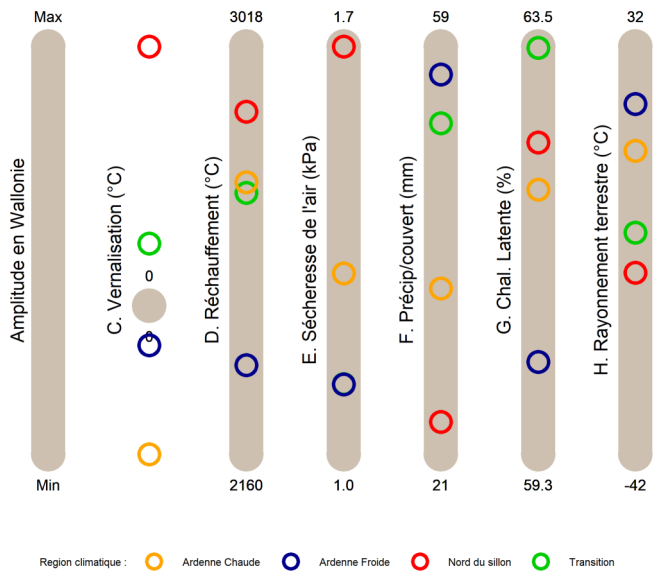 Max
3018
1.7
59
63.5
32
Amplitude en Wallonie
C. Vernalisation (°C)
0
0
D. Réchauffement (°C)
E. Sécheresse de l'air (kPa)
F. Précip/couvert (mm)
G. Chal. Latente (%)
H. Rayonnement terrestre (°C)
Min
2160
1.0
21
59.3
-42
Region climatique :
Ardenne Chaude
Ardenne Froide
Nord du sillon
Transition